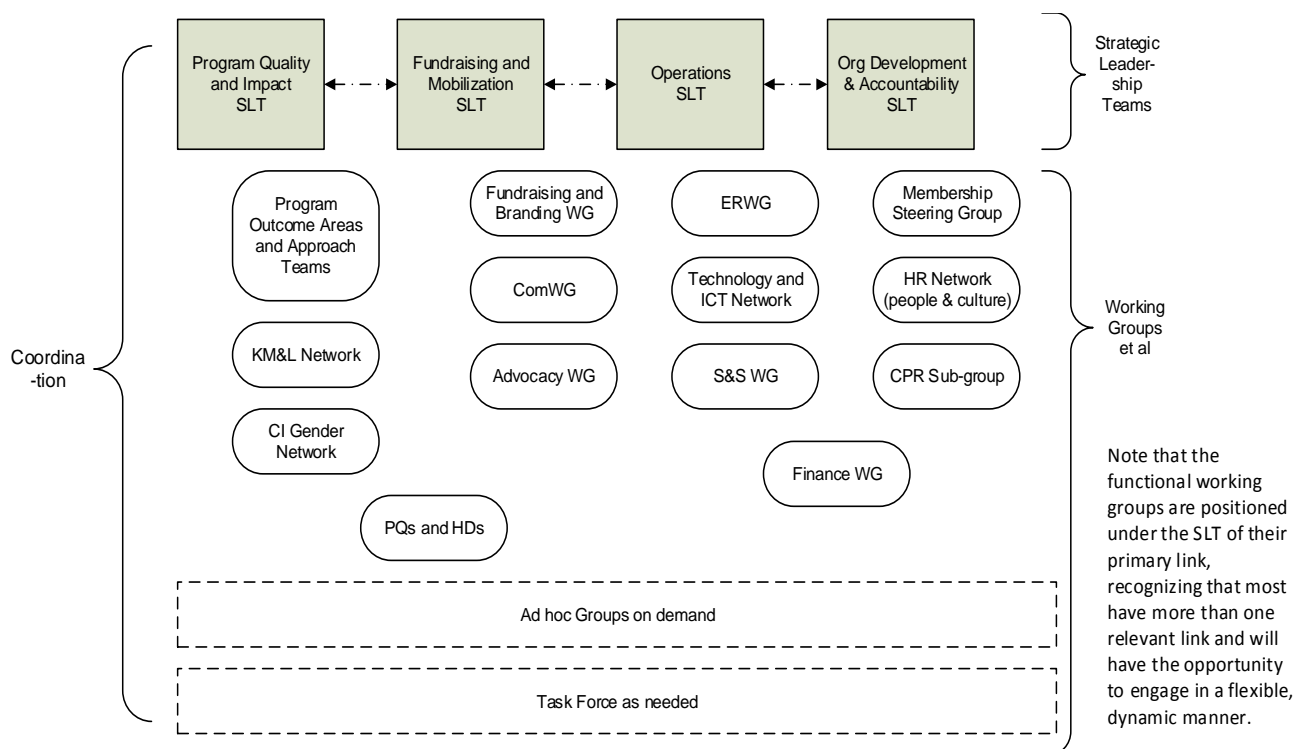 Program Quality
and Impact
SLT
Fundraising and
Mobilization
SLT
Operations
SLT
Org Development
& Accountability
SLT
Strategic
Leader-
ship
Teams
Program
Outcome Areas
and Approach
Teams
KM&L Network
CI Gender
Network
PQs and HDs
Fundraising and
Branding WG
ComWG
Advocacy WG
ERWG
Technology and
ICT Network
S&S WG
Membership
Steering Group
HR Network
(people & culture)
CPR Sub-group
Finance WG
Coordina
-tion
Working
Groups
et al
Ad hoc Groups on demand
Task Force as needed
Note that the
functional working
groups are positioned
under the SLT of their
primary link,
recognizing that most
have more than one
relevant link and will
have the opportunity
to engage in a flexible,
dynamic manner.